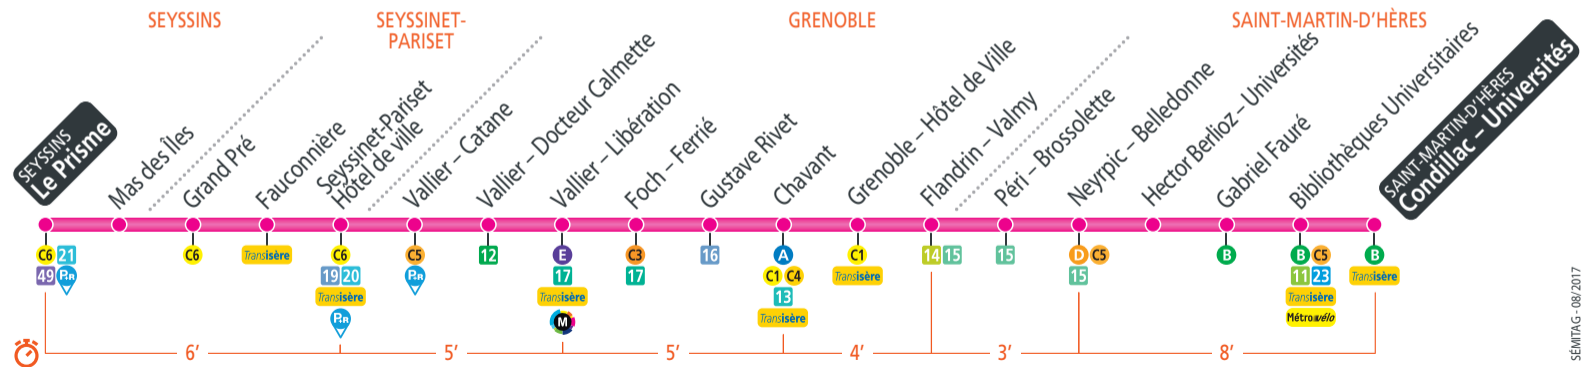 SEYSSINS
SEYSSINET-
PARISET
GRENOBLE
SAINT-MARTIN-D’HÈRES
SEYSSINS
Le Prisme
Mas des Îles
Grand Pré
Fauconnière
Seyssinet-Pariset
Hôtel de ville
Vallier – Catane
Vallier – Docteur Calmette
Vallier – Libération
Foch – Ferrié
Gustave Rivet
Chavant
Grenoble – Hôtel de Ville
Flandrin – Valmy
Péri – Brossolette
Neyrpic – Belledonne
Hector Berlioz – Universités
Gabriel Fauré
Bibliothèques Universitaires
SAINT-MARTIN-D’HÈRES
Condillac – Universités
C6 21
49 P+R
C6
Transisère
C6
19 20
Transisère
P+R
C5
P+R
12
E
17
Transisère
M
C3
17
16
A
C1 C4
13
Transisère
C1
Transisère
14 15
15
D C5
15
B
B C5
11 23
Transisère
Métrovélo
B
Transisère
6’ 5’ 5’ 4’ 3’ 8’
SÉMITAG - 08/2017